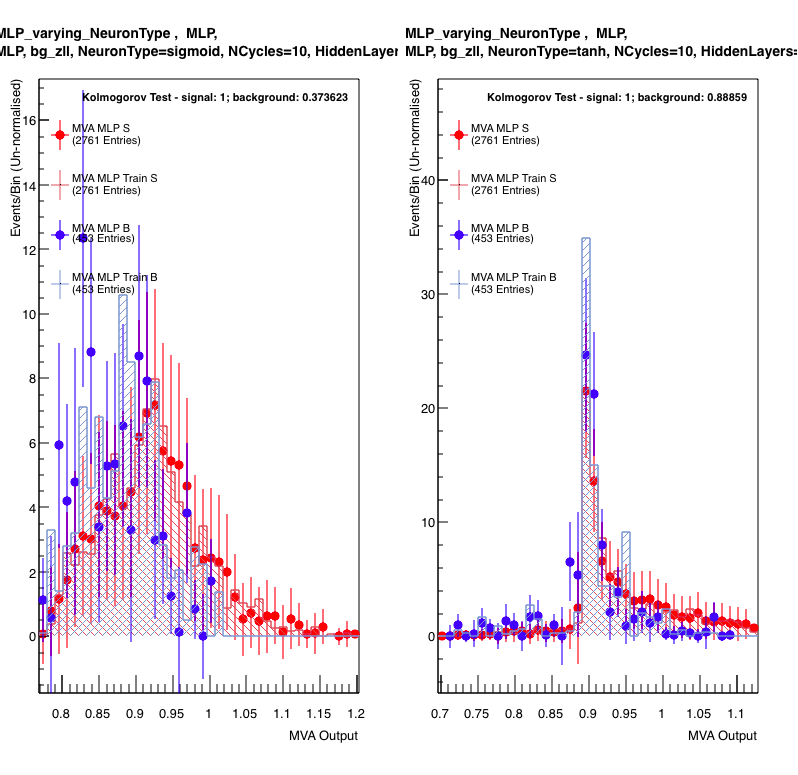 MLP_varying_NeuronType , MLP,
MLP, bg_zll, NeuronType=sigmoid, NCycles=10, HiddenLayer
Kolmogorov Test - signal: 1; background: 0.373623
Events/Bin (Un-normalised)
MVA MLP S
(2761 Entries)
MVA MLP Train S
(2761 Entries)
MVA MLP B
(453 Entries)
MVA MLP Train B
(453 Entries)
16
14
12
10
8
6
4
2
0
0.8 0.85 0.9 0.95 1 1.05 1.1 1.15 1.2
MVA Output
MLP_varying_NeuronType , MLP,
MLP, bg_zll, NeuronType=tanh, NCycles=10, HiddenLayers=
Kolmogorov Test - signal: 1; background: 0.88859
Events/Bin (Un-normalised)
MVA MLP S
(2761 Entries)
MVA MLP Train S
(2761 Entries)
MVA MLP B
(453 Entries)
MVA MLP Train B
(453 Entries)
40
30
20
10
0
0.7 0.75 0.8 0.85 0.9 0.95 1 1.05 1.1
MVA Output